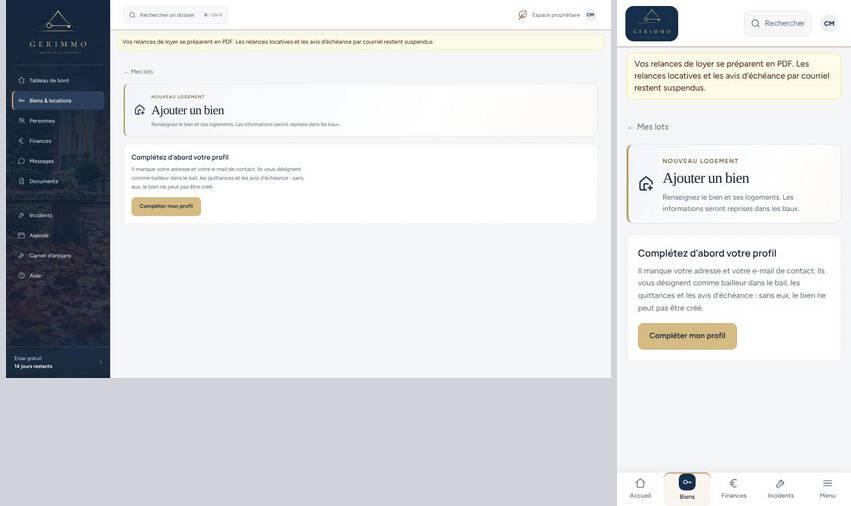 GERIMMO
Tableau de bord
Biens & locations
Personnes
Finances
Messages
Documents
Incidents
Agenda
Carnet d'artisans
Aide
Essai gratuit
14 jours restants
Rechercher un dossier
⌘ / Ctrl K
Espace propriétaire
CM
Vos relances de loyer se préparent en PDF. Les relances locatives et les avis d'échéance par courriel restent suspendus.
← Mes lots
NOUVEAU LOGEMENT
Ajouter un bien
Renseignez le bien et ses logements. Les informations seront reprises dans les baux.
Complétez d'abord votre profil
Il manque votre adresse et votre e-mail de contact. Ils vous désignent
comme bailleur dans le bail, les quittances et les avis d'échéance : sans
eux, le bien ne peut pas être créé.
Compléter mon profil
GERIMMO
Rechercher
CM
Vos relances de loyer se préparent en PDF. Les
relances locatives et les avis d'échéance par courriel
restent suspendus.
← Mes lots
NOUVEAU LOGEMENT
Ajouter un bien
Renseignez le bien et ses logements. Les
informations seront reprises dans les baux.
Complétez d'abord votre profil
Il manque votre adresse et votre e-mail de contact. Ils
vous désignent comme bailleur dans le bail, les
quittances et les avis d'échéance : sans eux, le bien ne
peut pas être créé.
Compléter mon profil
Accueil
Biens
Finances
Incidents
Menu